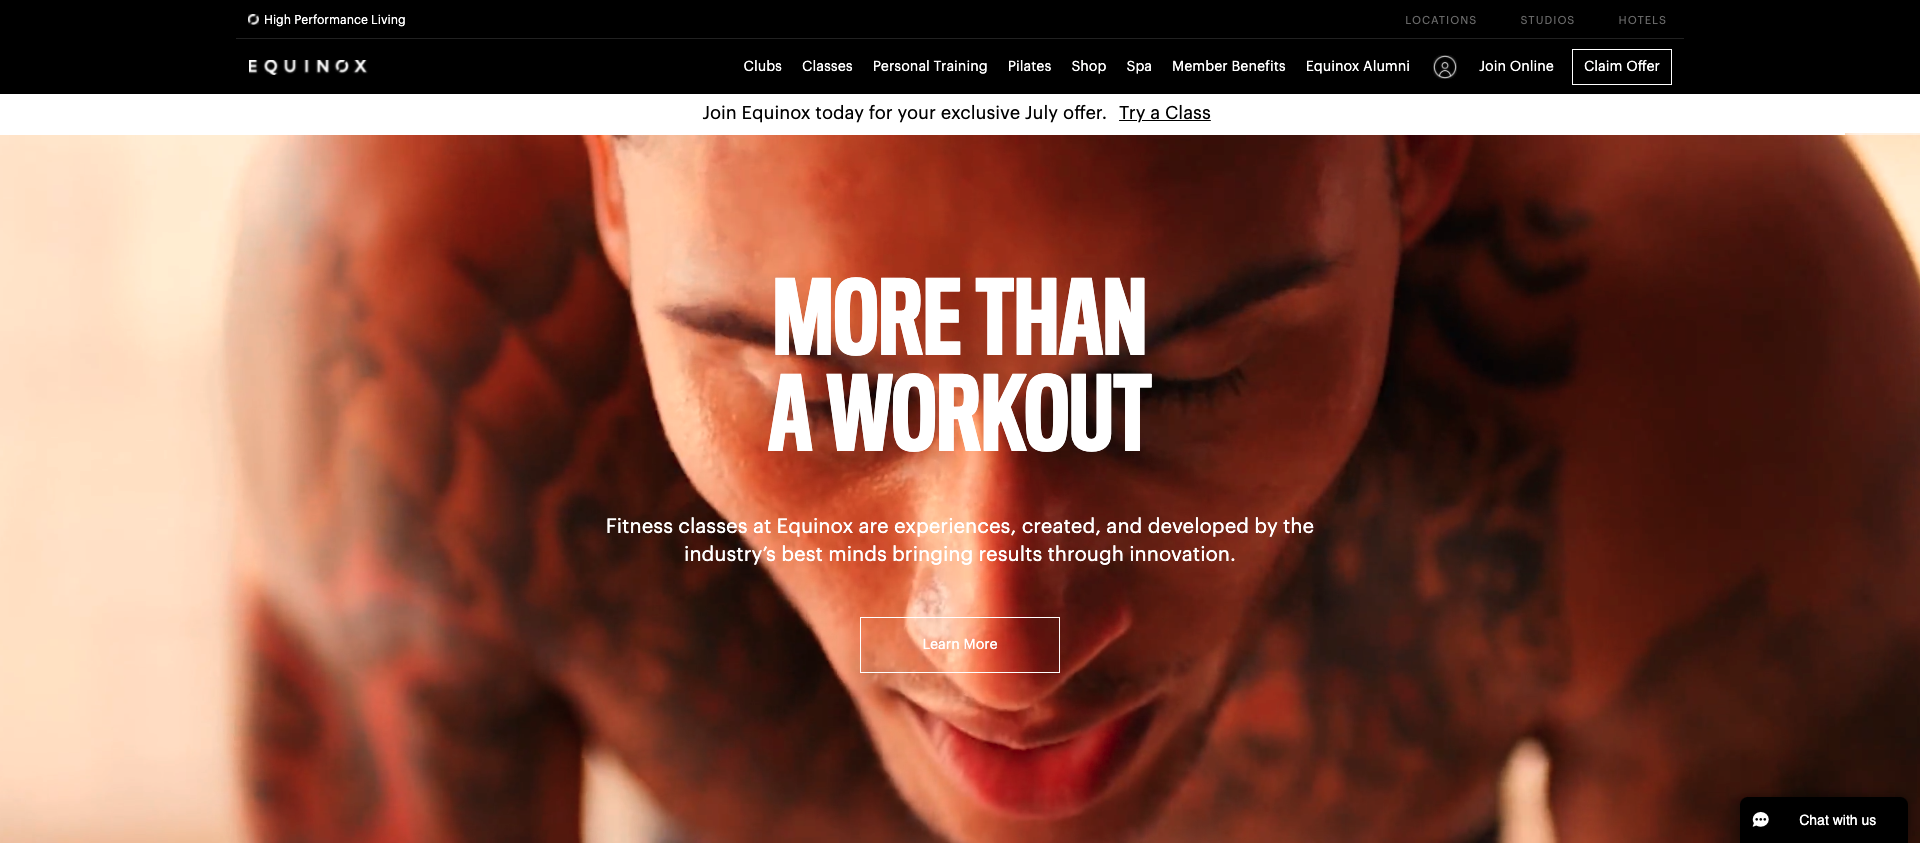 High Performance Living
LOCATIONS STUDIOS HOTELS
EQUINOX
Clubs Classes Personal Training Pilates Shop Spa Member Benefits Equinox Alumni Join Online Claim Offer
Join Equinox today for your exclusive July offer. Try a Class
MORE THAN
A WORKOUT
Fitness classes at Equinox are experiences, created, and developed by the
industry’s best minds bringing results through innovation.
Learn More
Chat with us